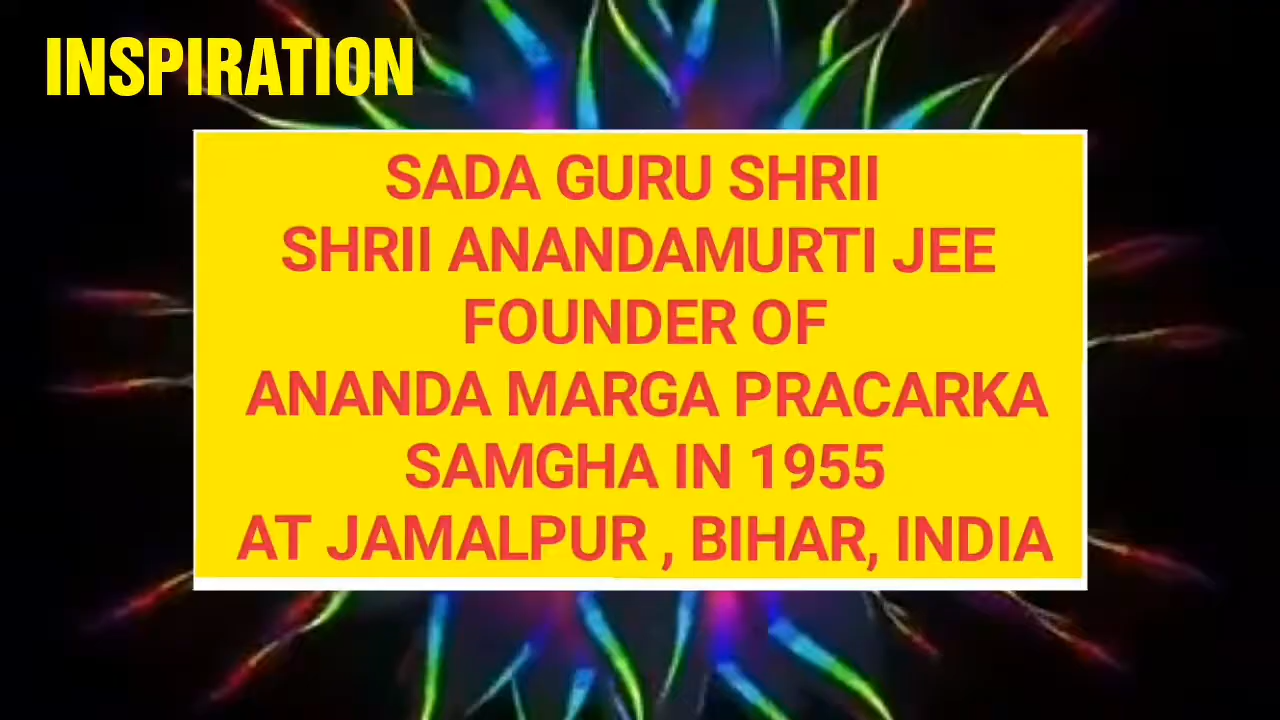 INSPIRATION
SADA GURU SHRII
SHRII ANANDAMURTI JEE
FOUNDER OF
ANANDA MARGA PRACARKA
SAMGHA IN 1955
AT JAMALPUR , BIHAR, INDIA